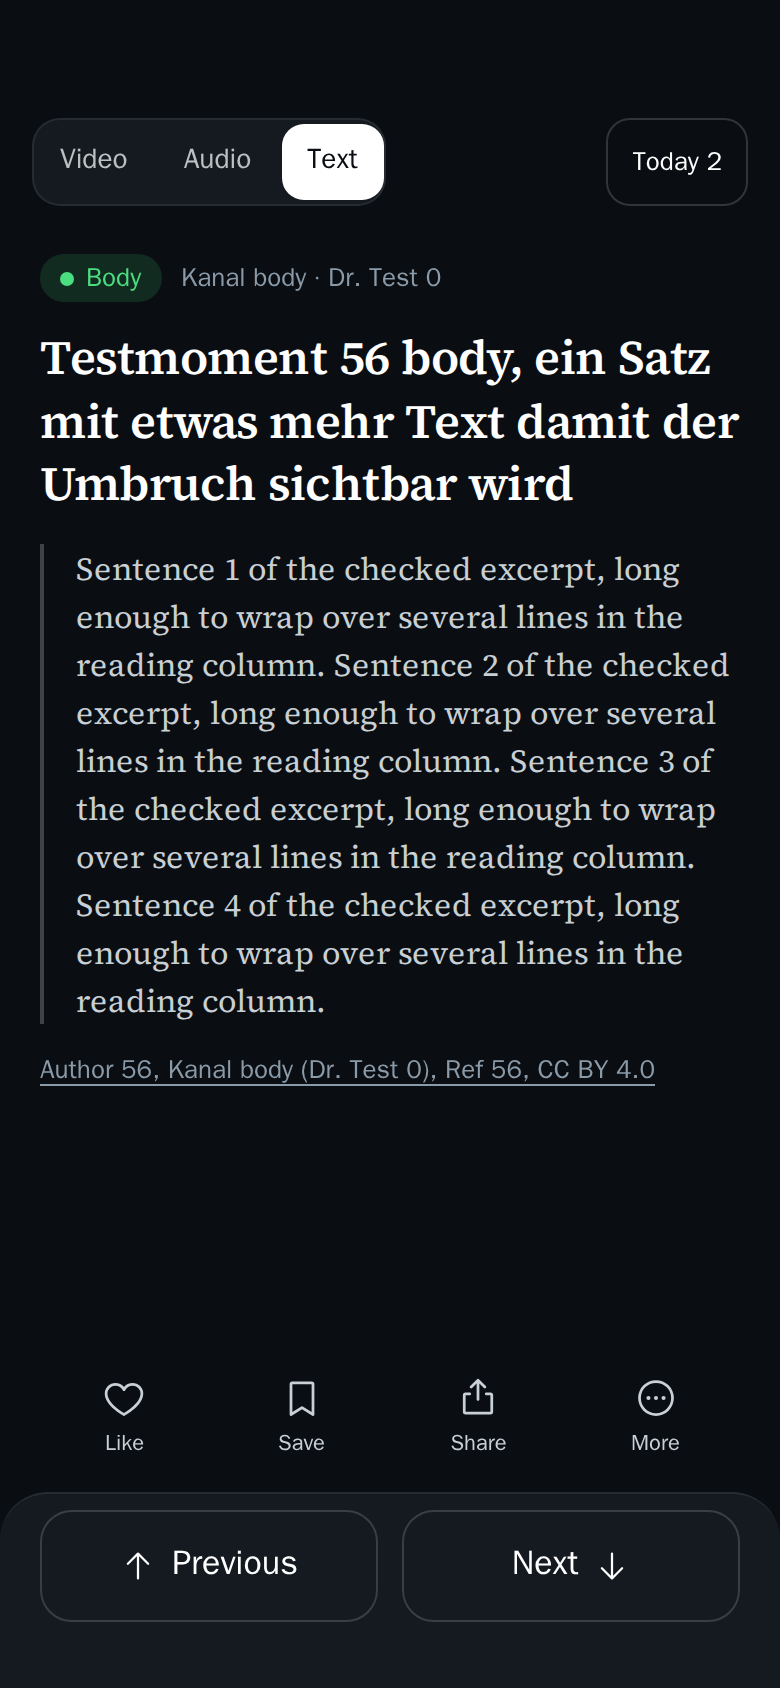 Video Audio Text Today 2
Body Kanal body · Dr. Test 0
Testmoment 56 body, ein Satz
mit etwas mehr Text damit der
Umbruch sichtbar wird
Sentence 1 of the checked excerpt, long
enough to wrap over several lines in the
reading column. Sentence 2 of the checked
excerpt, long enough to wrap over several
lines in the reading column. Sentence 3 of
the checked excerpt, long enough to wrap
over several lines in the reading column.
Sentence 4 of the checked excerpt, long
enough to wrap over several lines in the
reading column.
Author 56, Kanal body (Dr. Test 0), Ref 56, CC BY 4.0
Like Save Share More
Previous Next